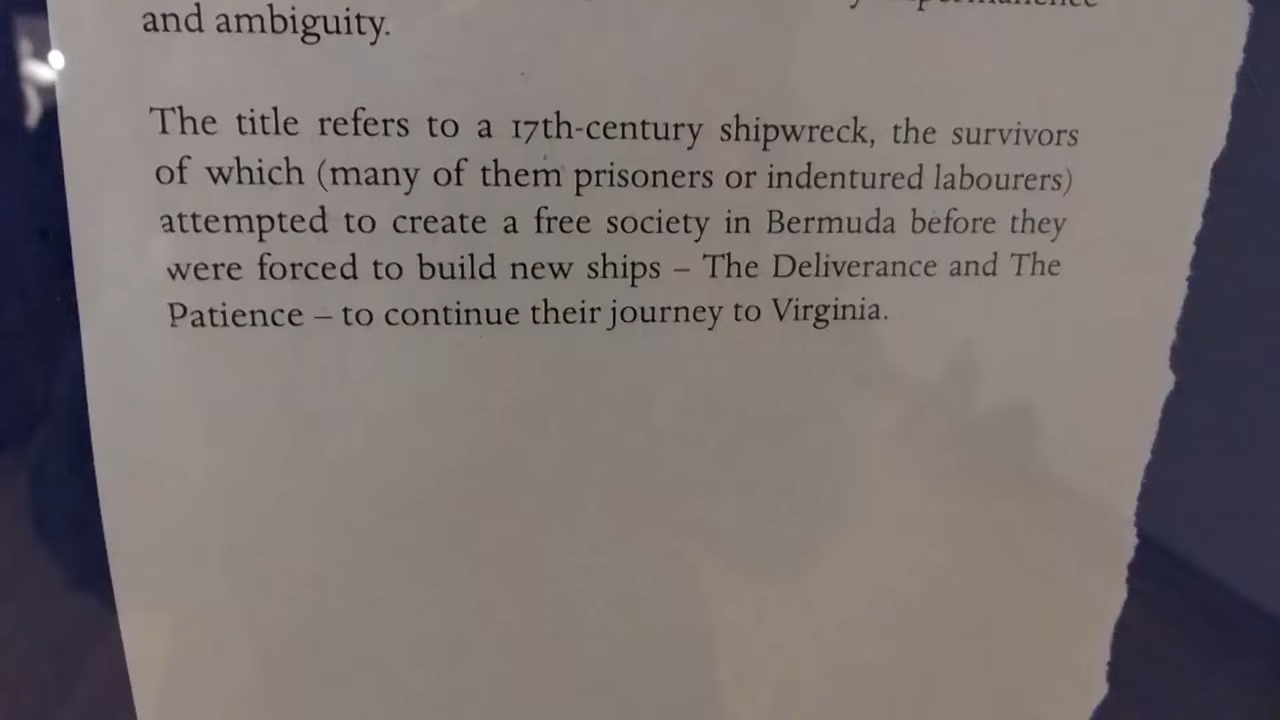 and ambiguity.
The title refers to a 17th-century shipwreck, the survivors
of which (many of them prisoners or indentured labourers)
attempted to create a free society in Bermuda before they
were forced to build new ships – The Deliverance and The
Patience – to continue their journey to Virginia.